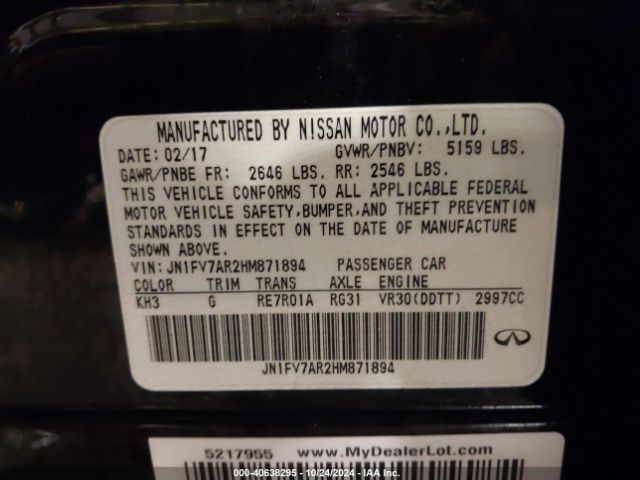 MANUFACTURED BY NISSAN MOTOR CO.,LTD.
DATE: 02/17 GVWR/PNBV: 5159 LBS.
GAWR/PNBE FR: 2646 LBS. RR: 2546 LBS.
THIS VEHICLE CONFORMS TO ALL APPLICABLE FEDERAL
MOTOR VEHICLE SAFETY,BUMPER,AND THEFT PREVENTION
STANDARDS IN EFFECT ON THE DATE OF MANUFACTURE
SHOWN ABOVE.
VIN: JN1FV7AR2HM871894 PASSENGER CAR
COLOR TRIM TRANS AXLE ENGINE
KH3 G RE7R01A RG31 VR30(DDTT) 2997CC
JN1FV7AR2HM871894
5217955 www.MyDealerLot.com
000-40638295 - 10/24/2024 - IAA Inc.